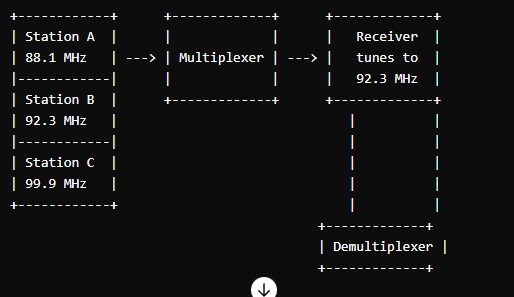 Station A
88.1 MHz
Station B
92.3 MHz
Station C
99.9 MHz
Multiplexer
Receiver
tunes to
92.3 MHz
Demultiplexer